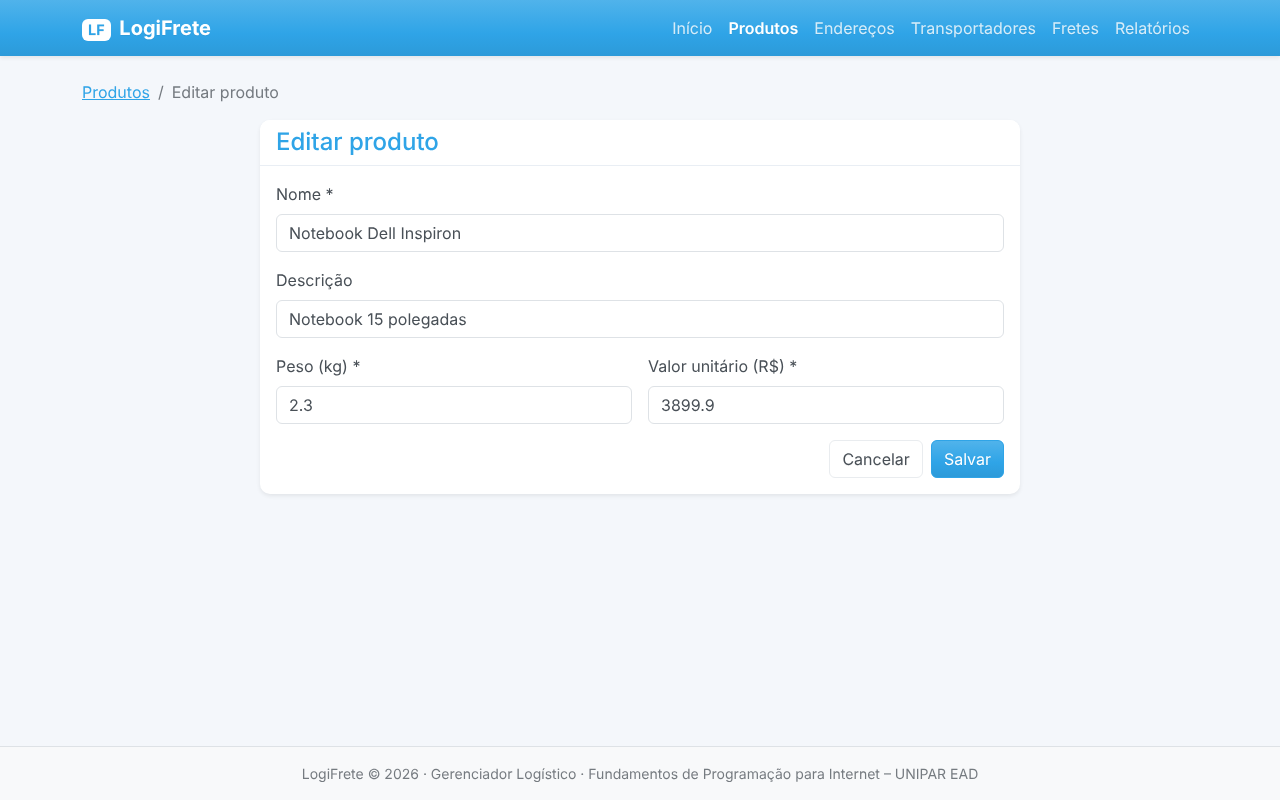 LF LogiFrete Início Produtos Endereços Transportadores Fretes Relatórios
Produtos / Editar produto
Editar produto
Nome *
Notebook Dell Inspiron
Descrição
Notebook 15 polegadas
Peso (kg) * Valor unitário (R$) *
2.3 3899.9
Cancelar Salvar
LogiFrete © 2026 · Gerenciador Logístico · Fundamentos de Programação para Internet – UNIPAR EAD